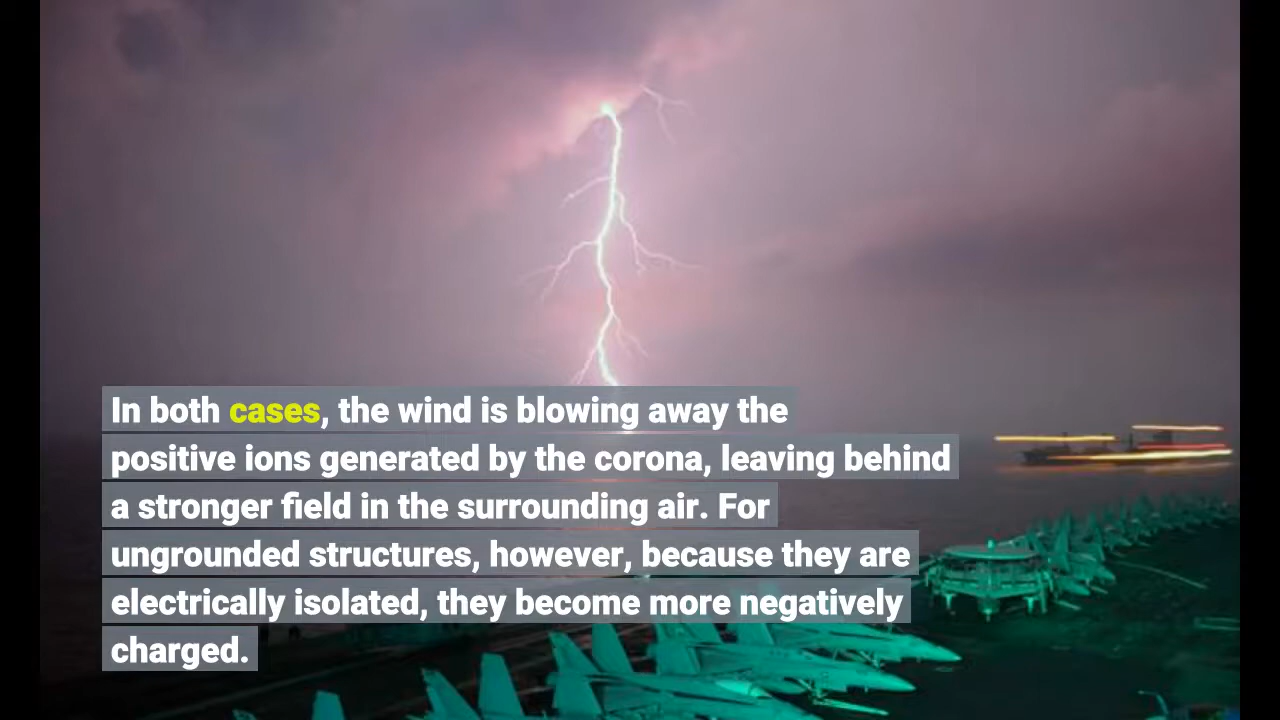 In both cases, the wind is blowing away the
positive ions generated by the corona, leaving behind
a stronger field in the surrounding air. For
ungrounded structures, however, because they are
electrically isolated, they become more negatively
charged.